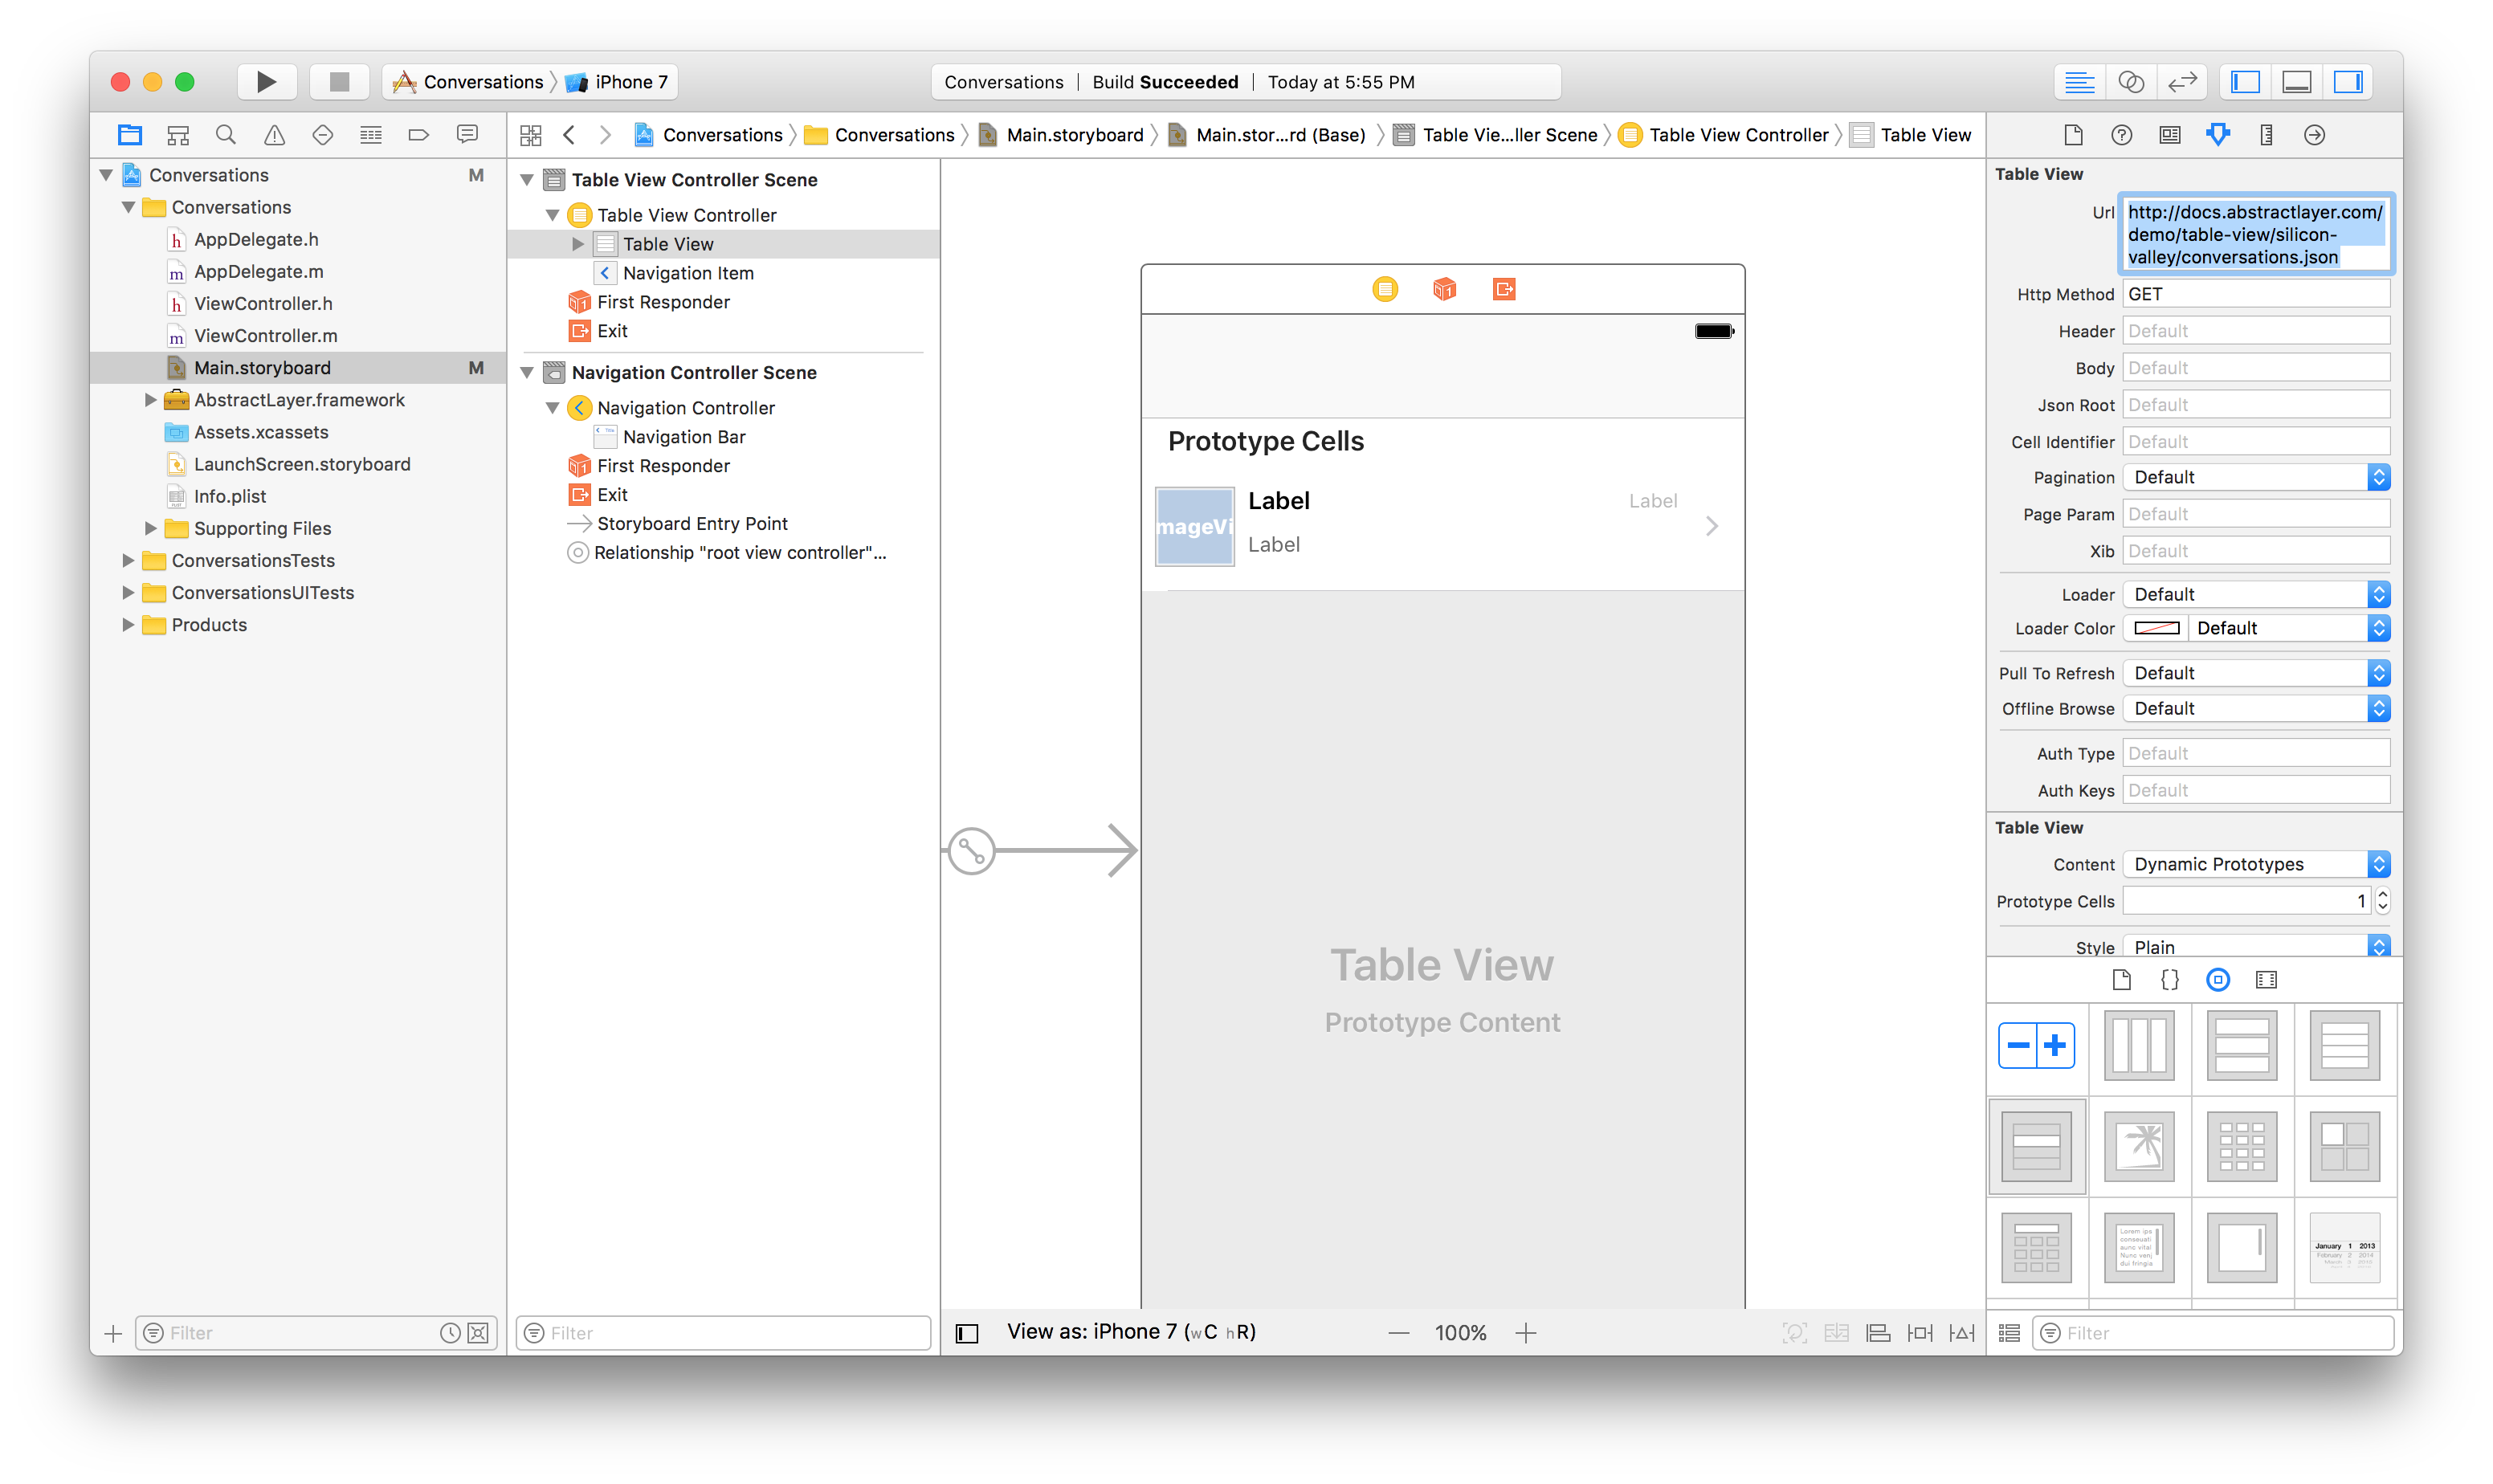 Conversations iPhone 7
Conversations Build Succeeded Today at 5:55 PM
Conversations Conversations Main.storyboard Main.stor...rd (Base) Table Vie...ller Scene Table View Controller Table View
Conversations M
Conversations
h AppDelegate.h
m AppDelegate.m
h ViewController.h
m ViewController.m
Main.storyboard M
AbstractLayer.framework
Assets.xcassets
LaunchScreen.storyboard
Info.plist
Supporting Files
ConversationsTests
ConversationsUITests
Products
Filter
Table View Controller Scene
Table View Controller
Table View
Navigation Item
First Responder
Exit
Navigation Controller Scene
Navigation Controller
Navigation Bar
First Responder
Exit
Storyboard Entry Point
Relationship "root view controller"...
Filter
Prototype Cells
mageVi
Label
Label
Label
Table View
Prototype Content
View as: iPhone 7 (wC hR)
100%
Table View
Url http://docs.abstractlayer.com/
demo/table-view/silicon-
valley/conversations.json
Http Method GET
Header Default
Body Default
Json Root Default
Cell Identifier Default
Pagination Default
Page Param Default
Xib Default
Loader Default
Loader Color Default
Pull To Refresh Default
Offline Browse Default
Auth Type Default
Auth Keys Default
Table View
Content Dynamic Prototypes
Prototype Cells 1
Style Plain
{}
Lorem ips
January 1 2013
February 2 2014
Filter